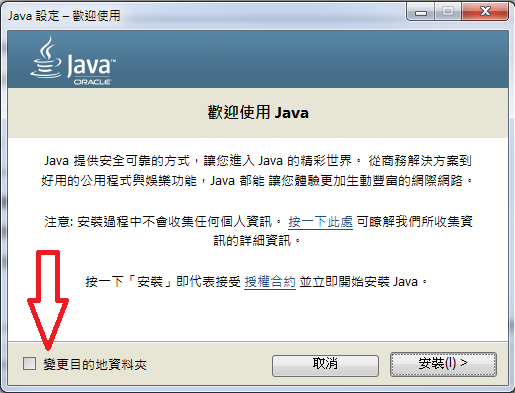 Java 設定 – 歡迎使用
Java™
ORACLE
歡迎使用 Java
Java 提供安全可靠的方式，讓您進入 Java 的精彩世界。 從商務解決方案到
好用的公用程式與娛樂功能，Java 都能 讓您體驗更加生動豐富的網際網路。
注意: 安裝過程中不會收集任何個人資訊。 按一下此處 可瞭解我們所收集資
訊的詳細資訊。
按一下「安裝」即代表接受 授權合約 並立即開始安裝 Java。
變更目的地資料夾
取消
安裝(I) >